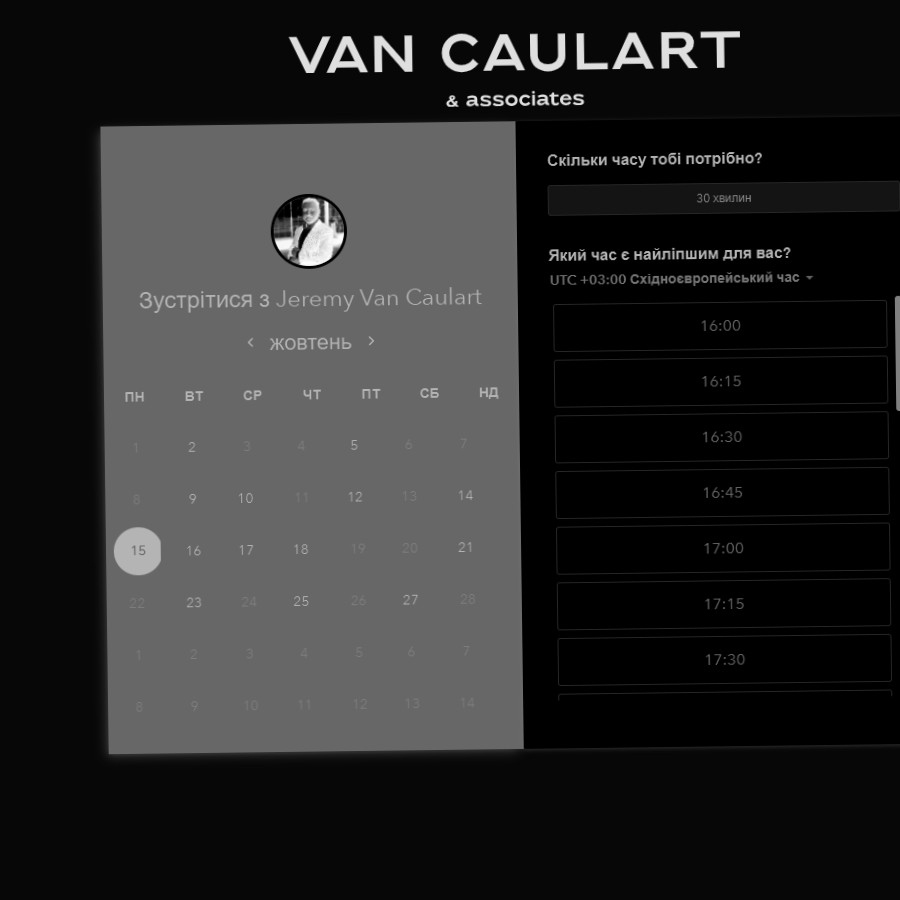 VAN CAULART
& associates
Зустрітися з Jeremy Van Caulart
жовтень
ПН ВТ СР ЧТ ПТ СБ НД
1 2 3 4 5 6 7
8 9 10 11 12 13 14
15 16 17 18 19 20 21
22 23 24 25 26 27 28
1 2 3 4 5 6 7
8 9 10 11 12 13 14
Скільки часу тобі потрібно?
30 хвилин
Який час є найліпшим для вас?
UTC +03:00 Східноєвропейський час
16:00
16:15
16:30
16:45
17:00
17:15
17:30